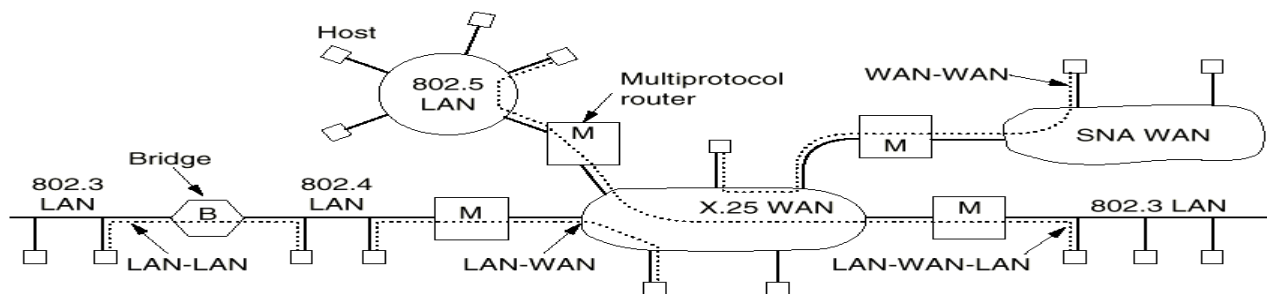 Host
802.5
LAN
Multiprotocol
router
M
WAN-WAN
M
SNA WAN
Bridge
802.3
LAN
B
802.4
LAN
M
X.25 WAN
M
802.3 LAN
LAN-LAN
LAN-WAN
LAN-WAN-LAN